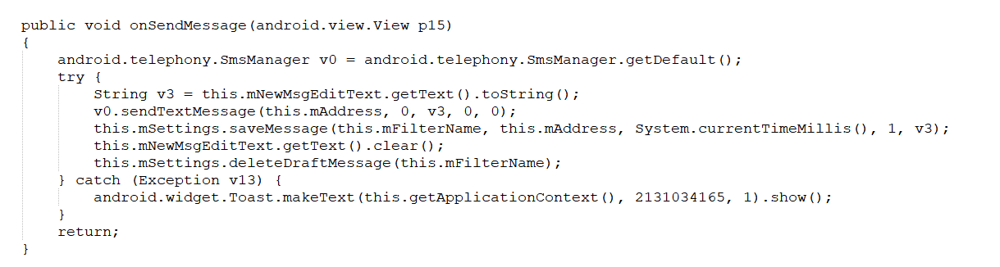 public void onSendMessage(android.view.View p15)
{
    android.telephony.SmsManager v0 = android.telephony.SmsManager.getDefault();
    try {
        String v3 = this.mNewMsgEditText.getText().toString();
        v0.sendTextMessage(this.mAddress, 0, v3, 0, 0);
        this.mSettings.saveMessage(this.mFilterName, this.mAddress, System.currentTimeMillis(), 1, v3);
        this.mNewMsgEditText.getText().clear();
        this.mSettings.deleteDraftMessage(this.mFilterName);
    } catch (Exception v13) {
        android.widget.Toast.makeText(this.getApplicationContext(), 2131034165, 1).show();
    }
    return;
}